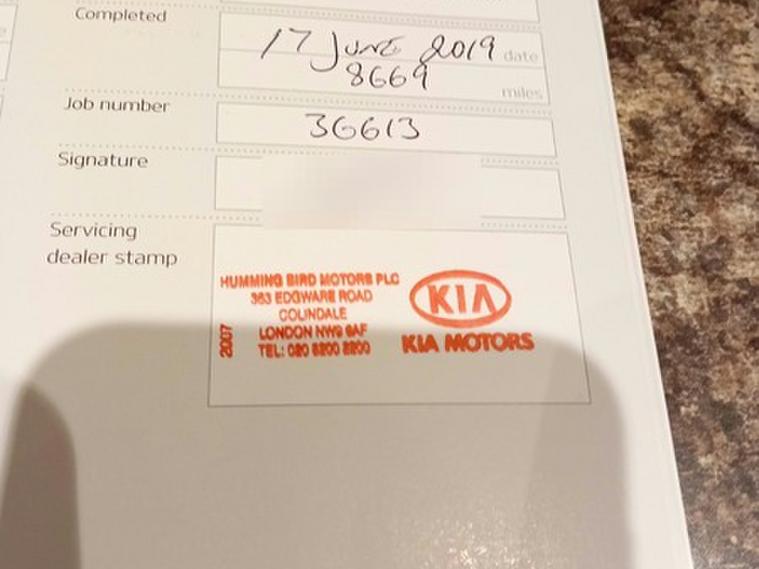 Completed
17 June 2019 date
8669 miles
Job number
36613
Signature
Servicing
dealer stamp
HUMMING BIRD MOTORS PLC
363 EDGWARE ROAD
COLINDALE
LONDON NW9 6AF
TEL: 020 8200 8200
2007
KIA
KIA MOTORS